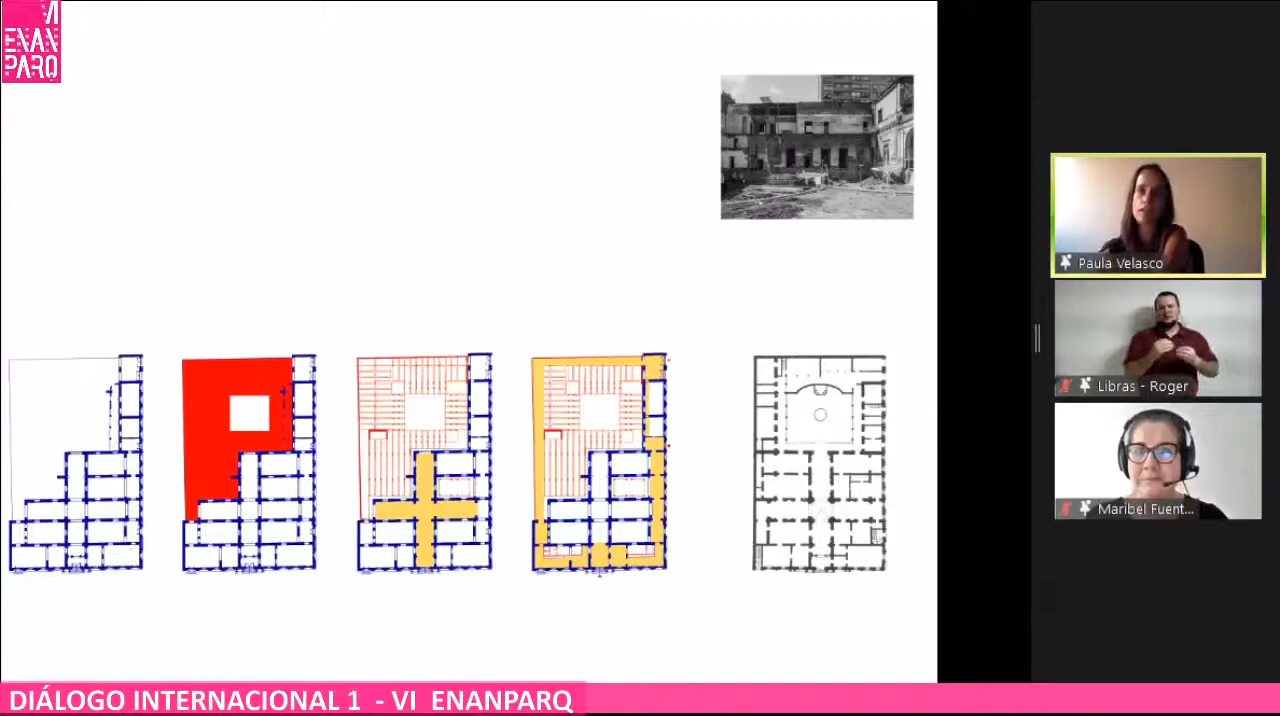 VI
ENAN
PARQ
Paula Velasco
Libras - Roger
Maribel Fuent...
DIÁLOGO INTERNACIONAL 1 - VI ENANPARQ